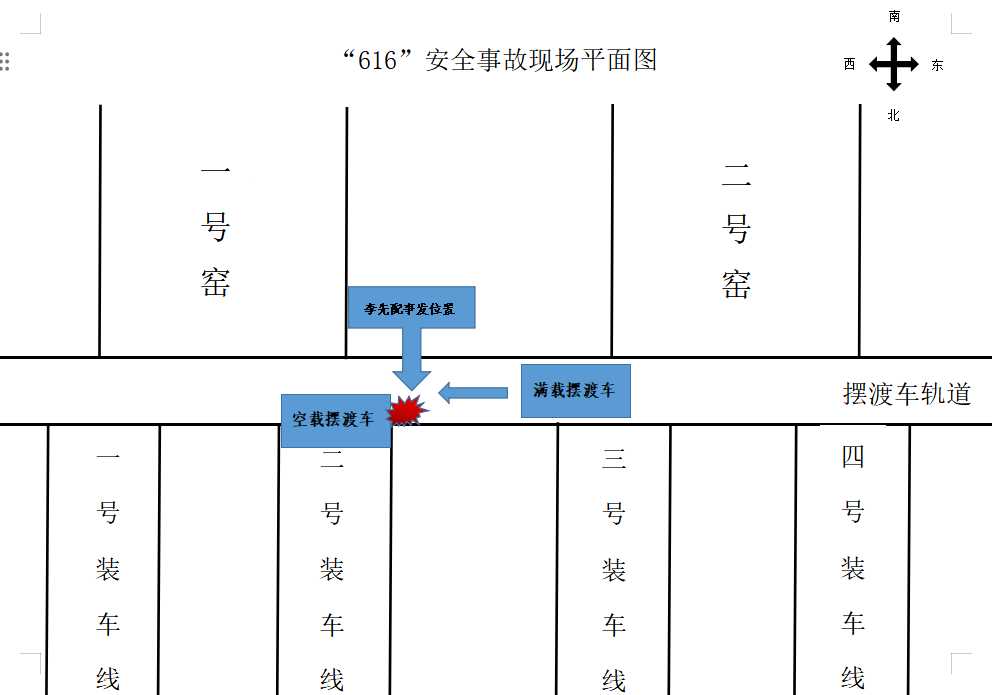 “616”安全事故现场平面图
南
西
东
北
一号窑
二号窑
李先配事发位置
满载摆渡车
空载摆渡车
摆渡车轨道
一号装车线
二号装车线
三号装车线
四号装车线